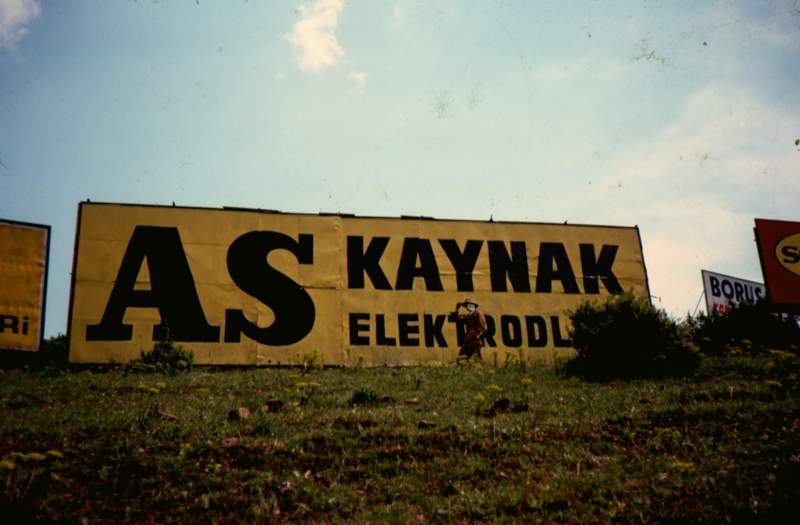 Ri
AS KAYNAK
ELEKTRODL
BORUS